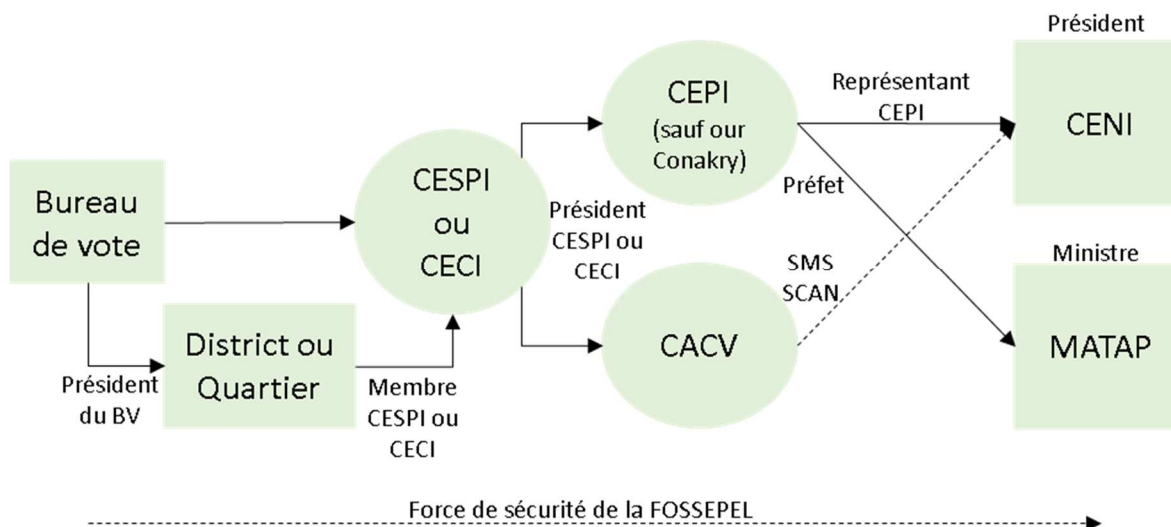 Bureau
de vote
Président
du BV
District ou
Quartier
Membre
CESPI ou
CECI
CESPI
ou
CECI
Président
CESPI ou
CECI
CEPI
(sauf our
Conakry)
CACV
Représentant
CEPI
Préfet
SMS
SCAN
Président
CENI
Ministre
MATAP
Force de sécurité de la FOSSEPEL